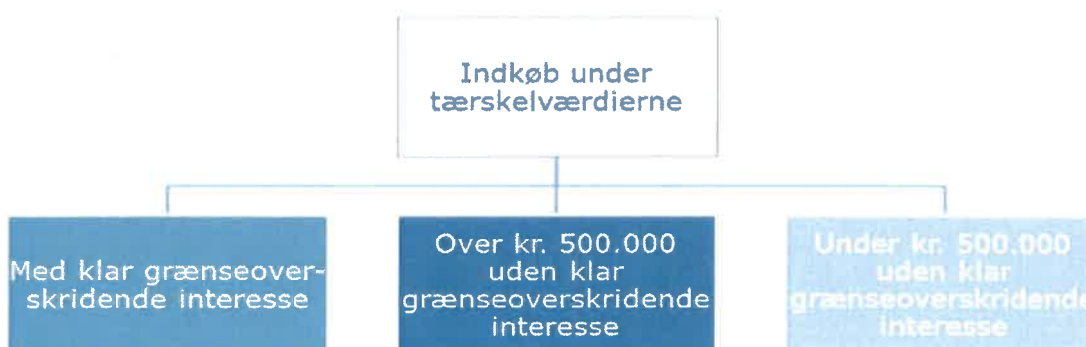 Indkøb under
tærskelværdierne
Med klar grænseover-
skridende interesse
Over kr. 500.000
uden klar
grænseoverskridende
interesse
Under kr. 500.000
uden klar
grænseoverskridende
interesse